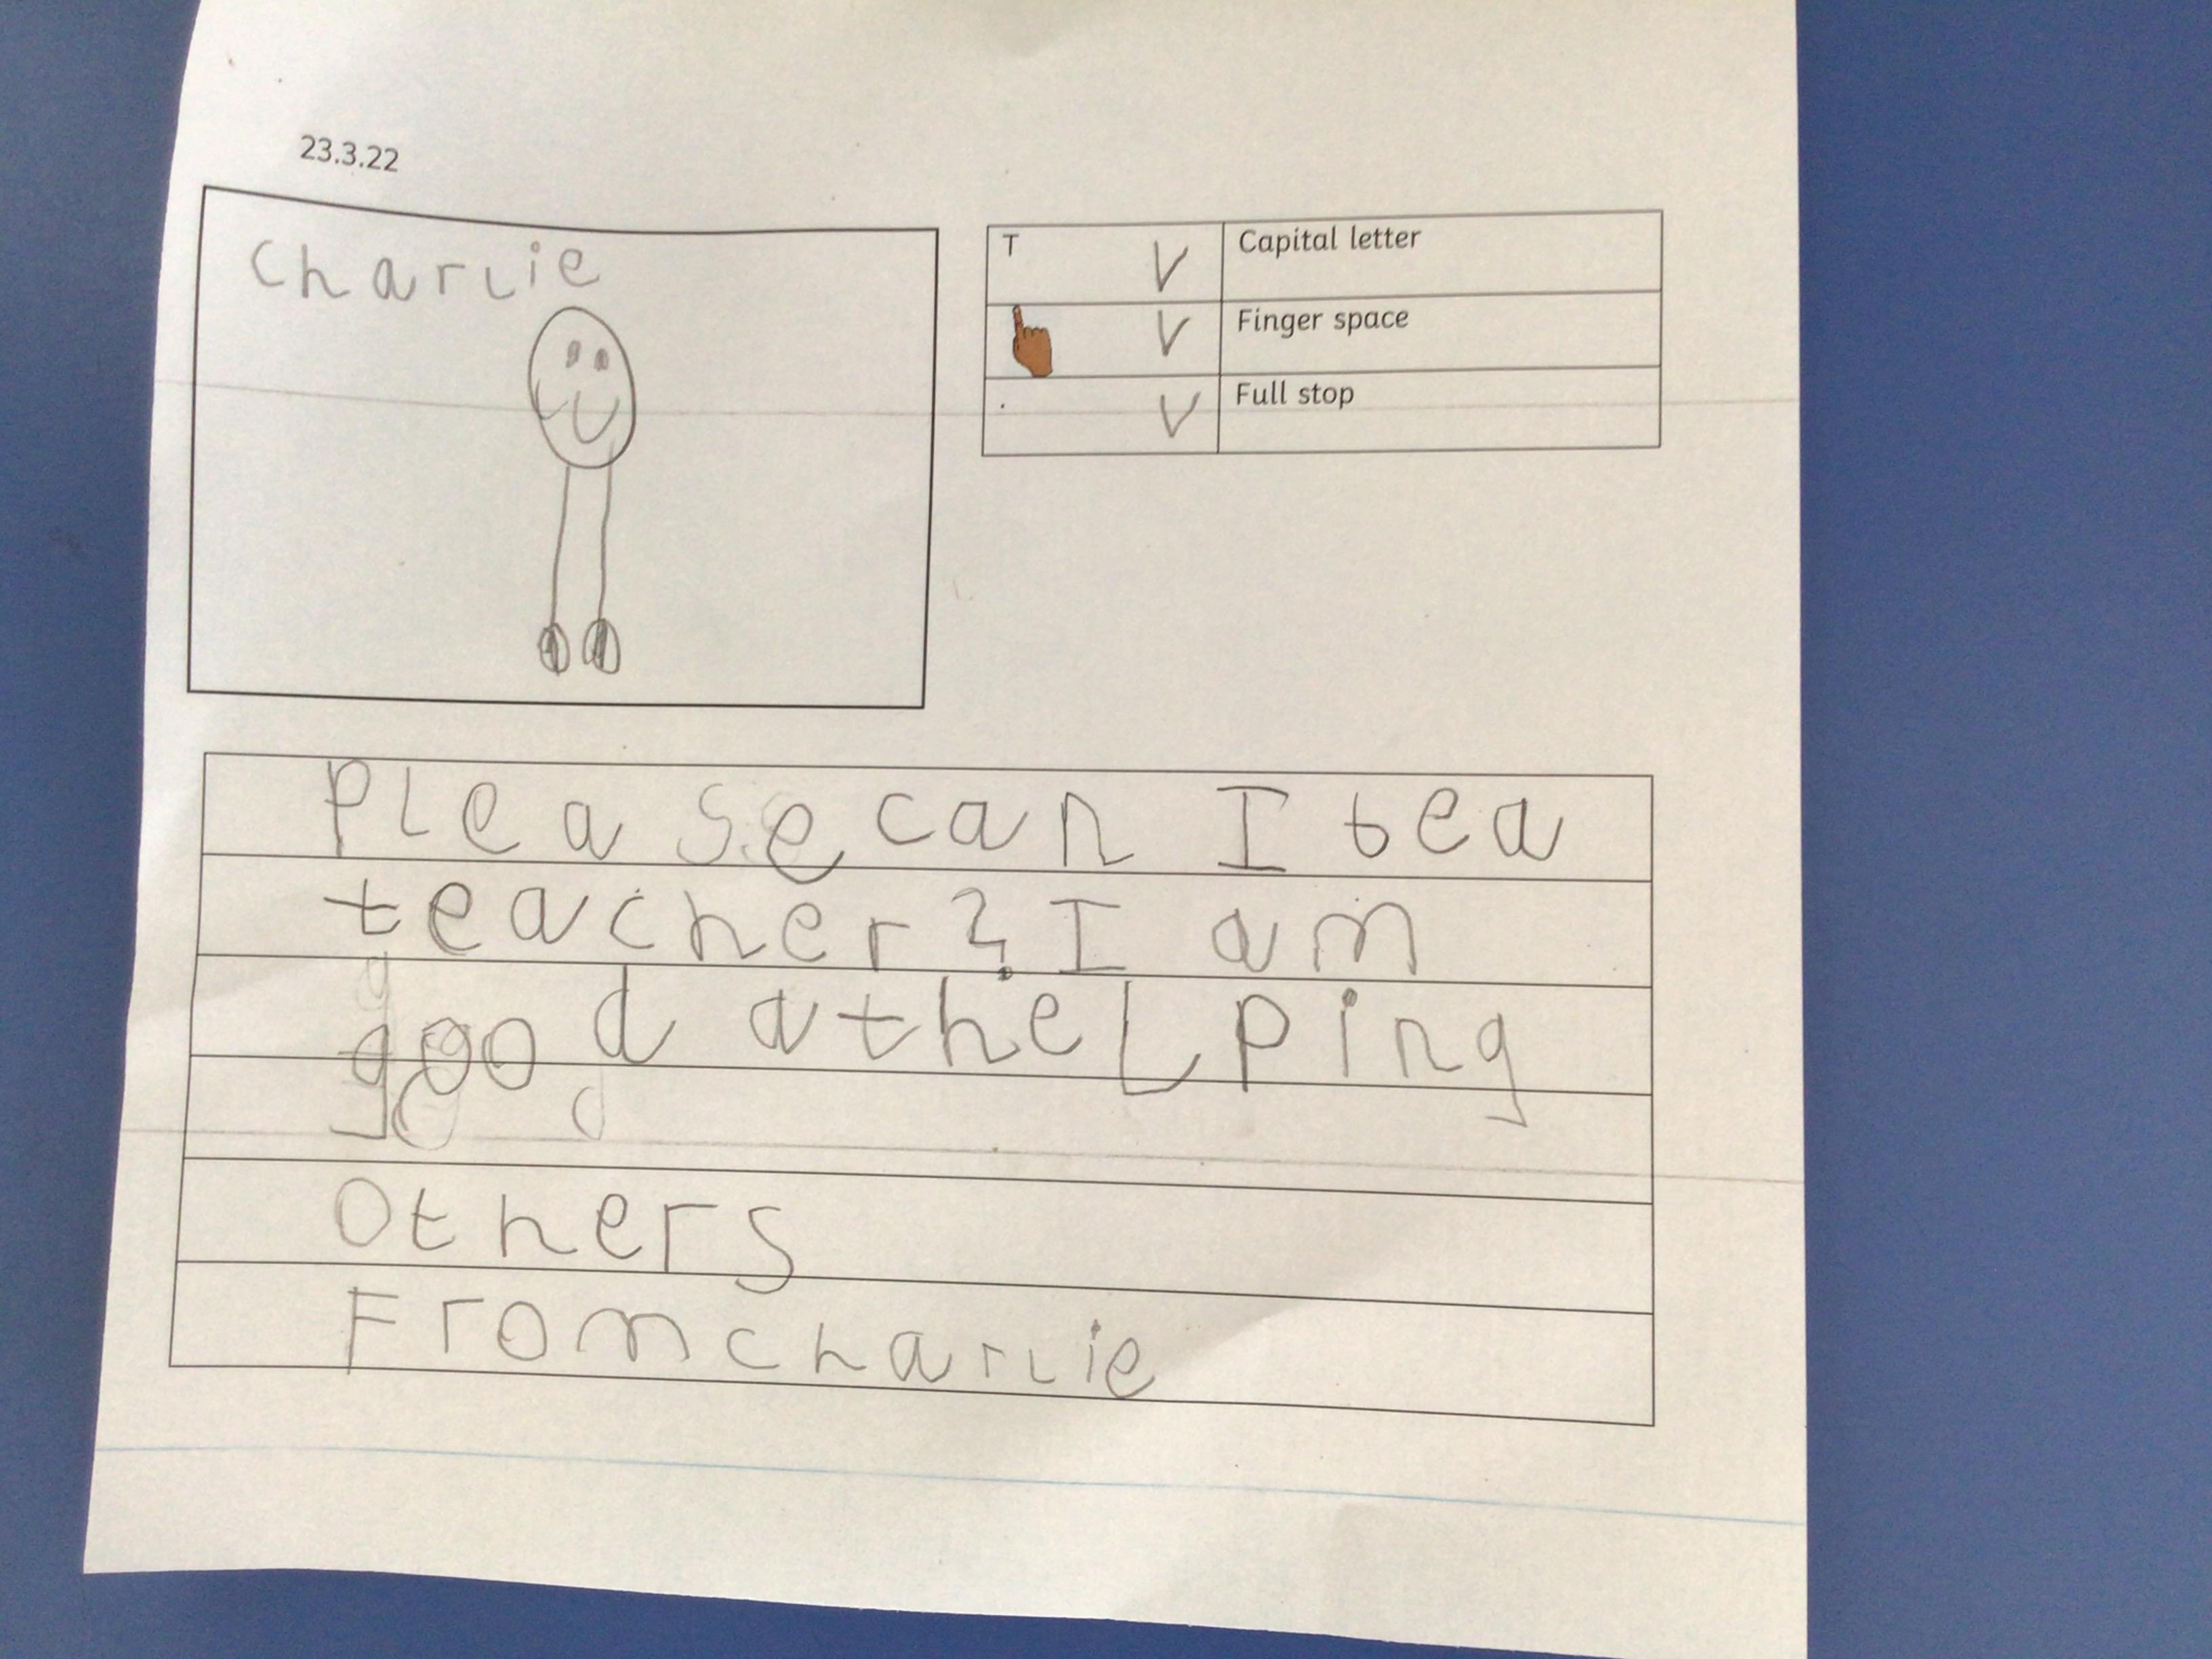 23.3.22
Charlie
T V Capital letter
V Finger space
. V Full stop
Please can I bea
teacher? I am
good at helping
Others
From charlie